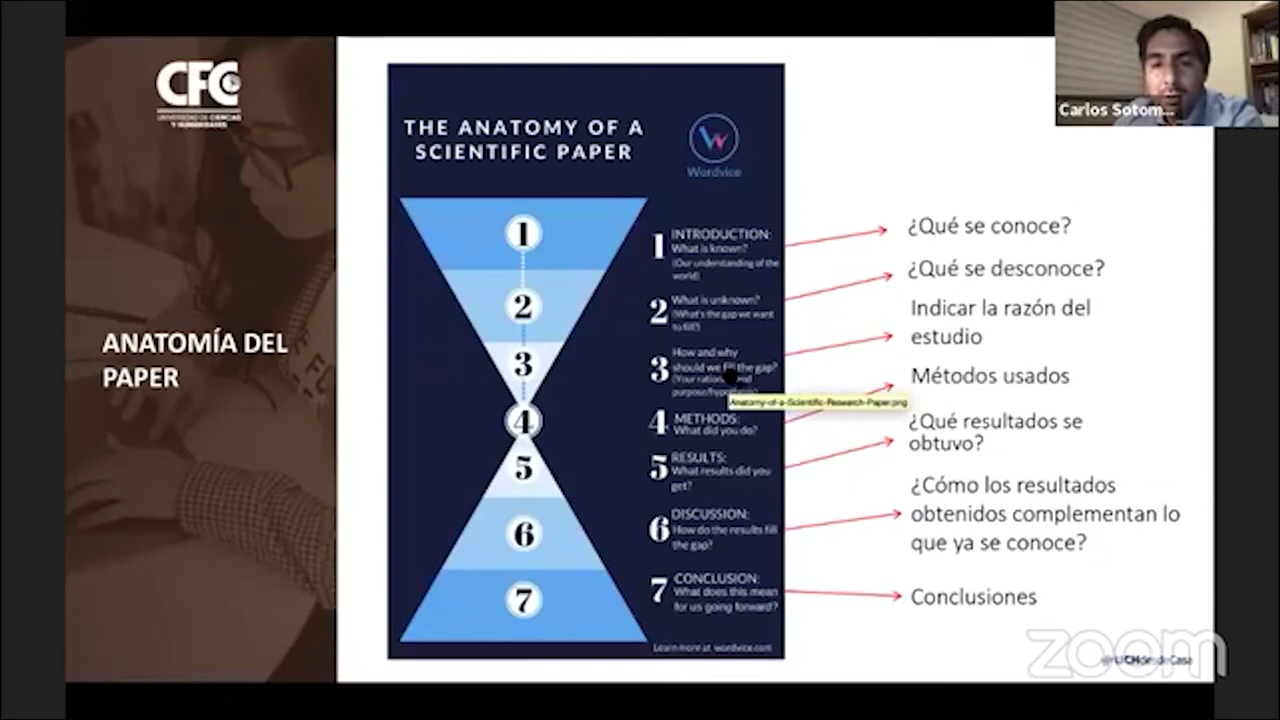 Carlos Sotom...
CFC
UNIVERSIDAD DE CIENCIAS
Y HUMANIDADES
ANATOMÍA DEL
PAPER
THE ANATOMY OF A
SCIENTIFIC PAPER
Wordvice
1
2
3
4
5
6
7
1 INTRODUCTION:
What is known?
(Our understanding of the
world)
2 What is unknown?
(What's the gap we want
to fill?)
3 How and why
should we fill the gap?
(Your rationale and
purpose/hypothesis)
Anatomy-of-a-Scientific-Research-Paper.png
4 METHODS:
What did you do?
5 RESULTS:
What results did you
get?
6 DISCUSSION:
How do the results fill
the gap?
7 CONCLUSION:
What does this mean
for us going forward?
Learn more at wordvice.com
¿Qué se conoce?
¿Qué se desconoce?
Indicar la razón del
estudio
Métodos usados
¿Qué resultados se
obtuvo?
¿Cómo los resultados
obtenidos complementan lo
que ya se conoce?
Conclusiones
zoom
#UCHdesdeCasa